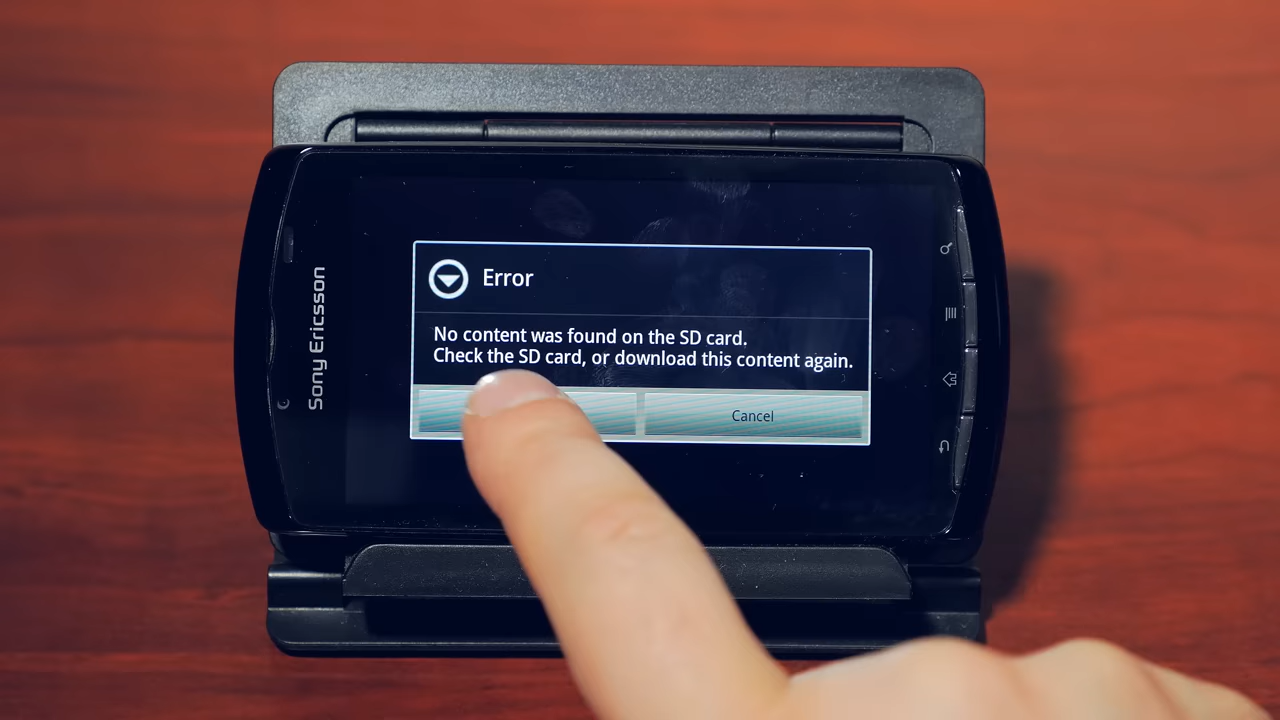 Sony Ericsson
Error
No content was found on the SD card.
Check the SD card, or download this content again.
Cancel